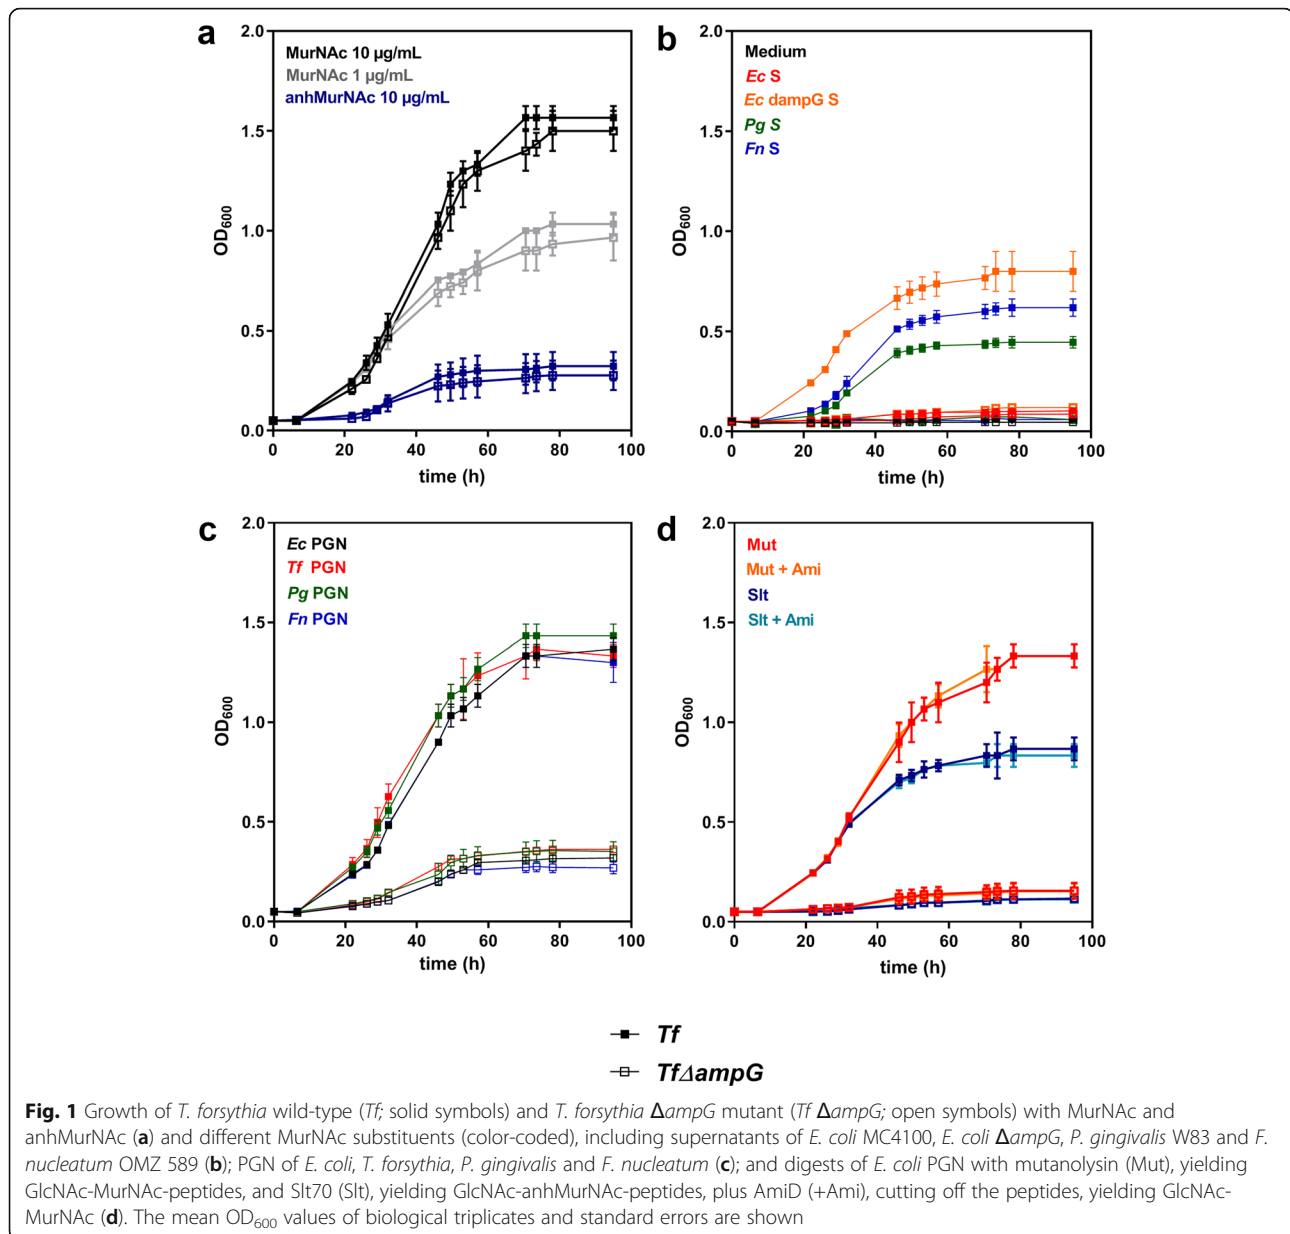 a
MurNAc 10 µg/mL
MurNAc 1 µg/mL
anhMurNAc 10 µg/mL
2.0
1.5
1.0
0.5
0.0
OD600
0 20 40 60 80 100
time (h)
b
Medium
Ec S
Ec dampG S
Pg S
Fn S
2.0
1.5
1.0
0.5
0.0
OD600
0 20 40 60 80 100
time (h)
c
Ec PGN
Tf PGN
Pg PGN
Fn PGN
2.0
1.5
1.0
0.5
0.0
OD600
0 20 40 60 80 100
time (h)
d
Mut
Mut + Ami
Slt
Slt + Ami
2.0
1.5
1.0
0.5
0.0
OD600
0 20 40 60 80 100
time (h)
Tf
TfΔampG
Fig. 1 Growth of T. forsythia wild-type (Tf; solid symbols) and T. forsythia ΔampG mutant (Tf ΔampG; open symbols) with MurNAc and
anhMurNAc (a) and different MurNAc substituents (color-coded), including supernatants of E. coli MC4100, E. coli ΔampG, P. gingivalis W83 and F.
nucleatum OMZ 589 (b); PGN of E. coli, T. forsythia, P. gingivalis and F. nucleatum (c); and digests of E. coli PGN with mutanolysin (Mut), yielding
GlcNAc-MurNAc-peptides, and Slt70 (Slt), yielding GlcNAc-anhMurNAc-peptides, plus AmiD (+Ami), cutting off the peptides, yielding GlcNAc-
MurNAc (d). The mean OD600 values of biological triplicates and standard errors are shown